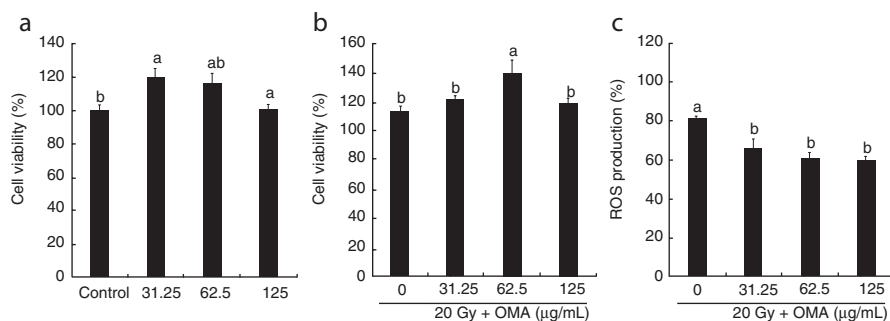 a
Cell viability (%)
140
120
100
80
60
40
20
0
b
a
ab
a
Control
31.25
62.5
125
b
Cell viability (%)
160
140
120
100
80
60
40
20
0
b
b
a
b
0
31.25
62.5
125
20 Gy + OMA (μg/mL)
c
ROS production (%)
120
100
80
60
40
20
0
a
b
b
b
0
31.25
62.5
125
20 Gy + OMA (μg/mL)